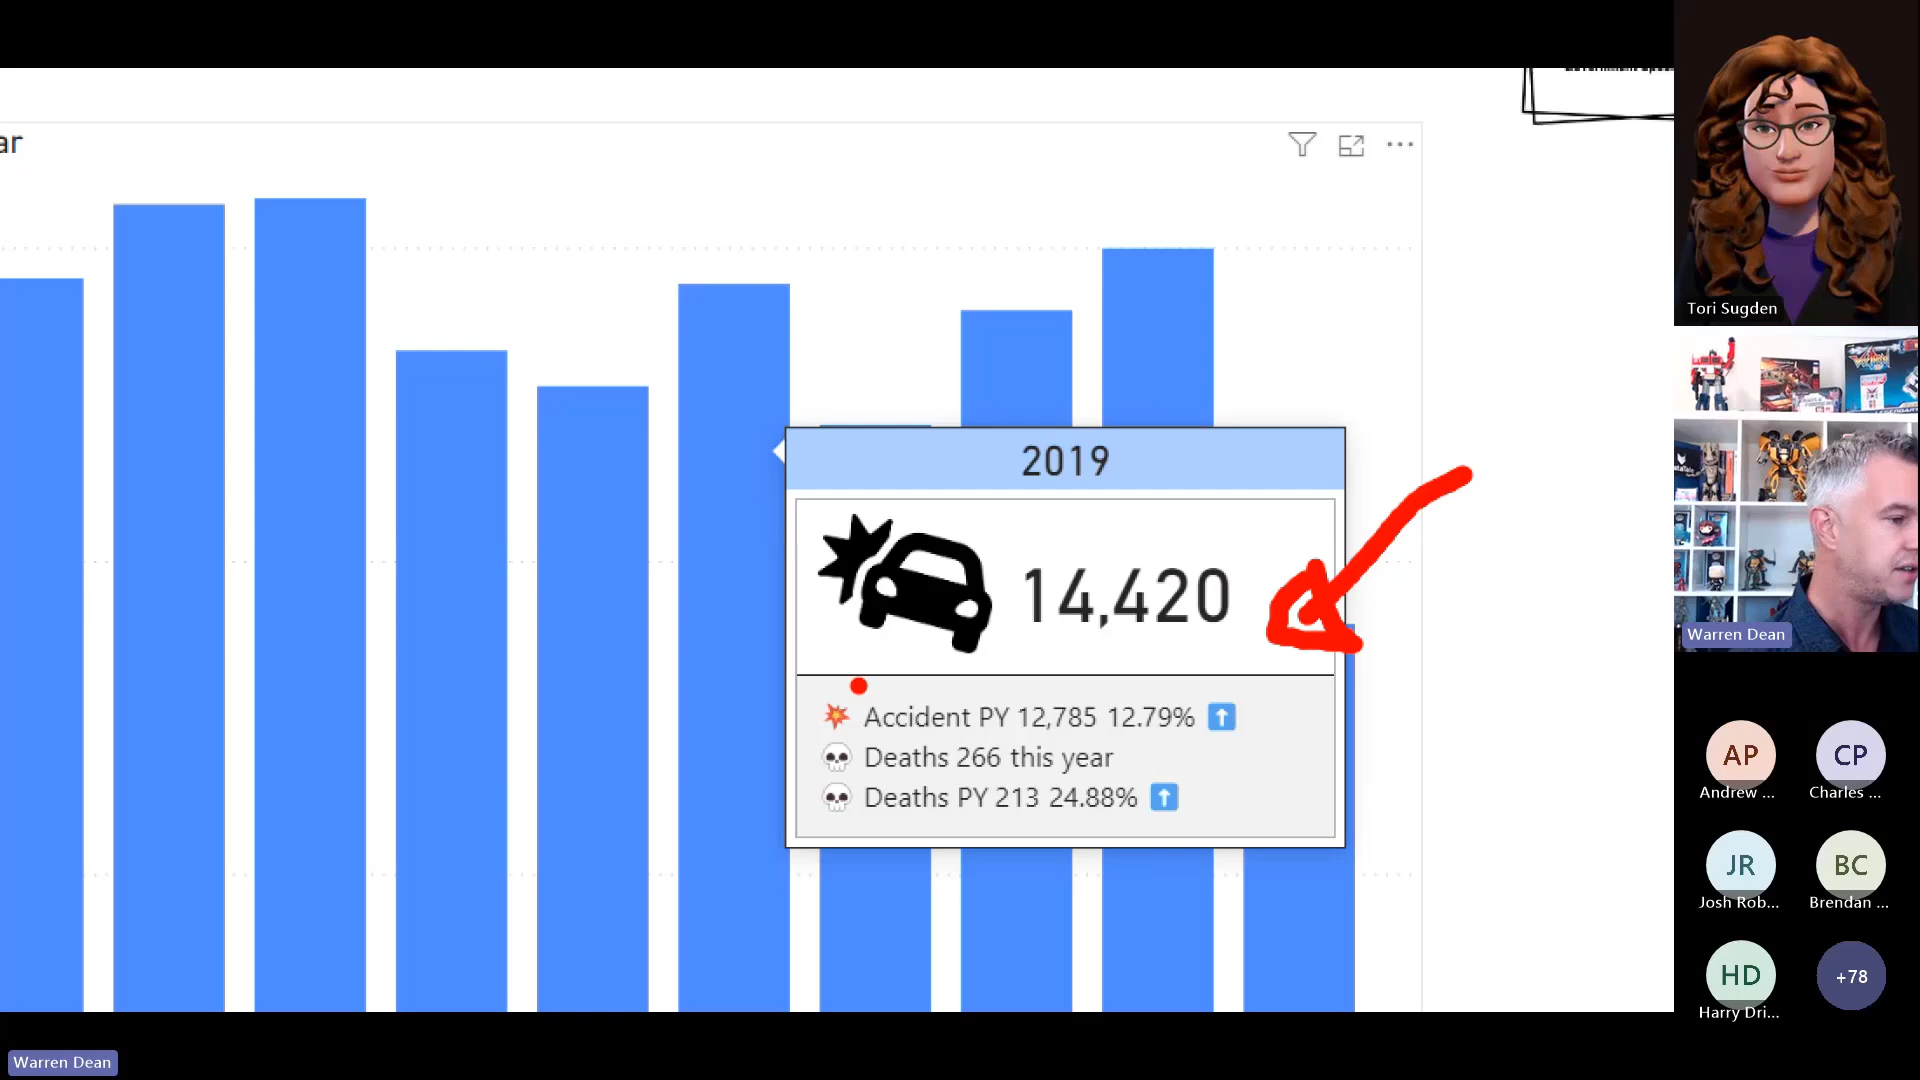 ar
2019
14,420
Accident PY 12,785 12.79%
Deaths 266 this year
Deaths PY 213 24.88%
Tori Sugden
Warren Dean
AP
Andrew ...
CP
Charles ...
JR
Josh Rob...
BC
Brendan ...
HD
Harry Dri...
+78
Warren Dean